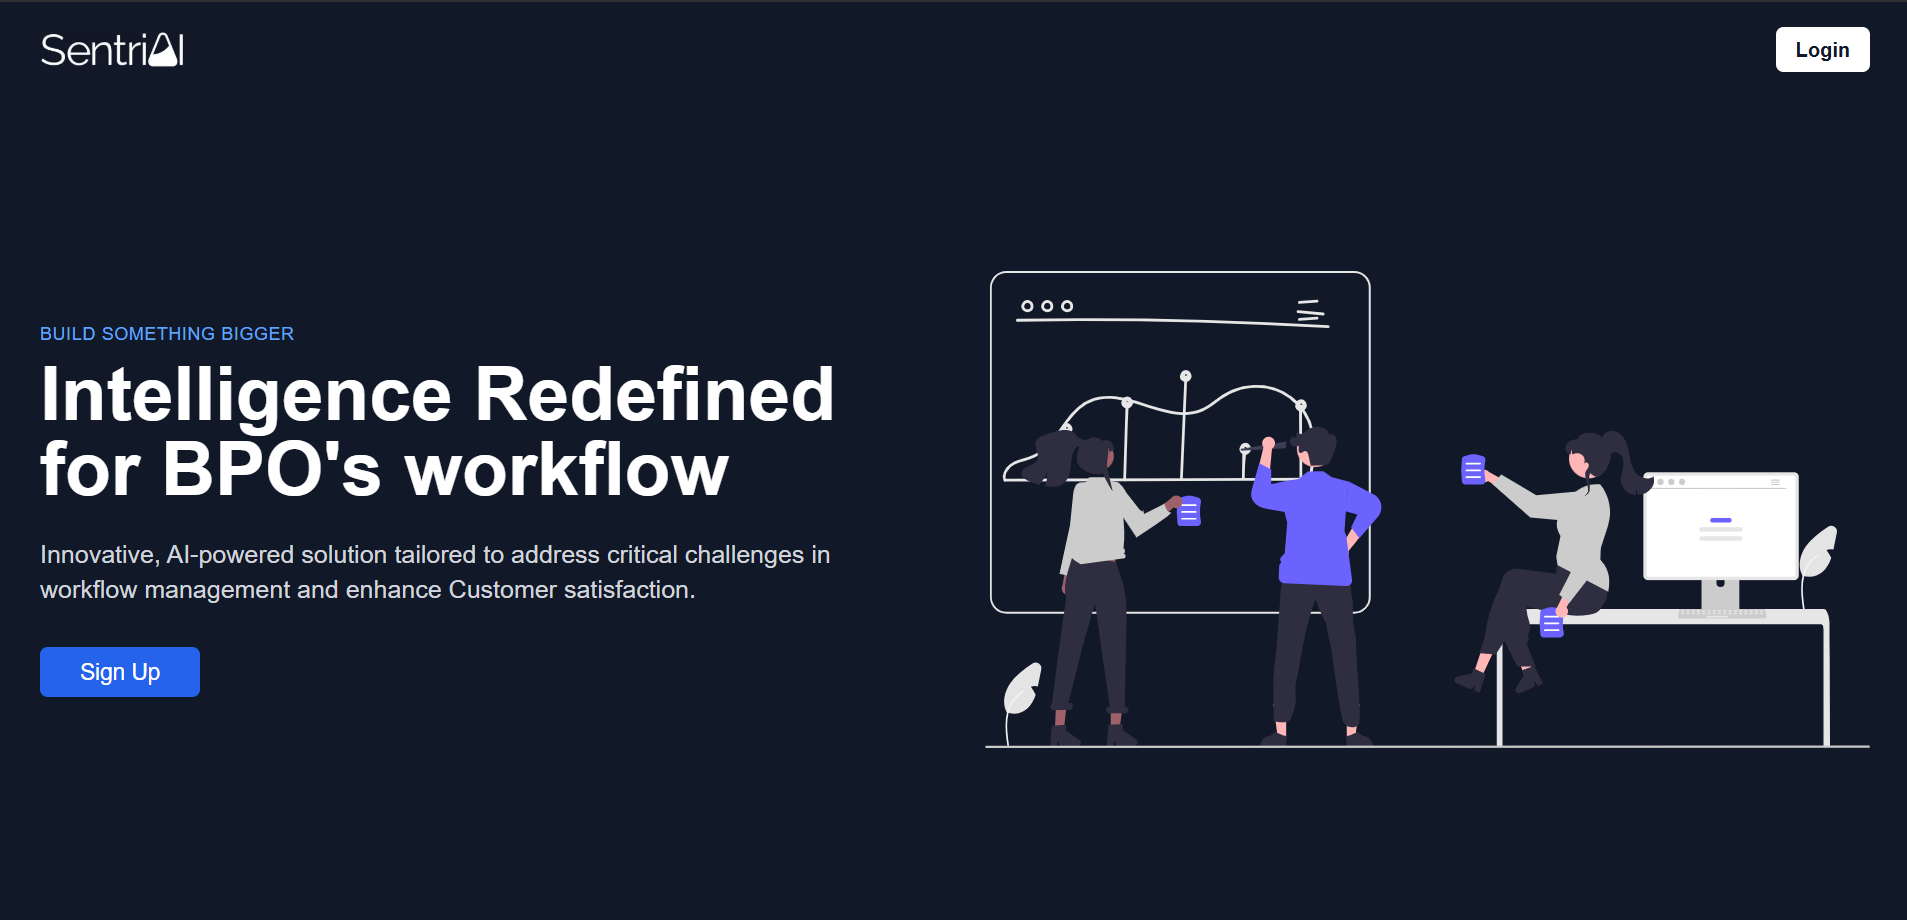 SentriAI
Login
BUILD SOMETHING BIGGER
Intelligence Redefined
for BPO's workflow
Innovative, AI-powered solution tailored to address critical challenges in
workflow management and enhance Customer satisfaction.
Sign Up